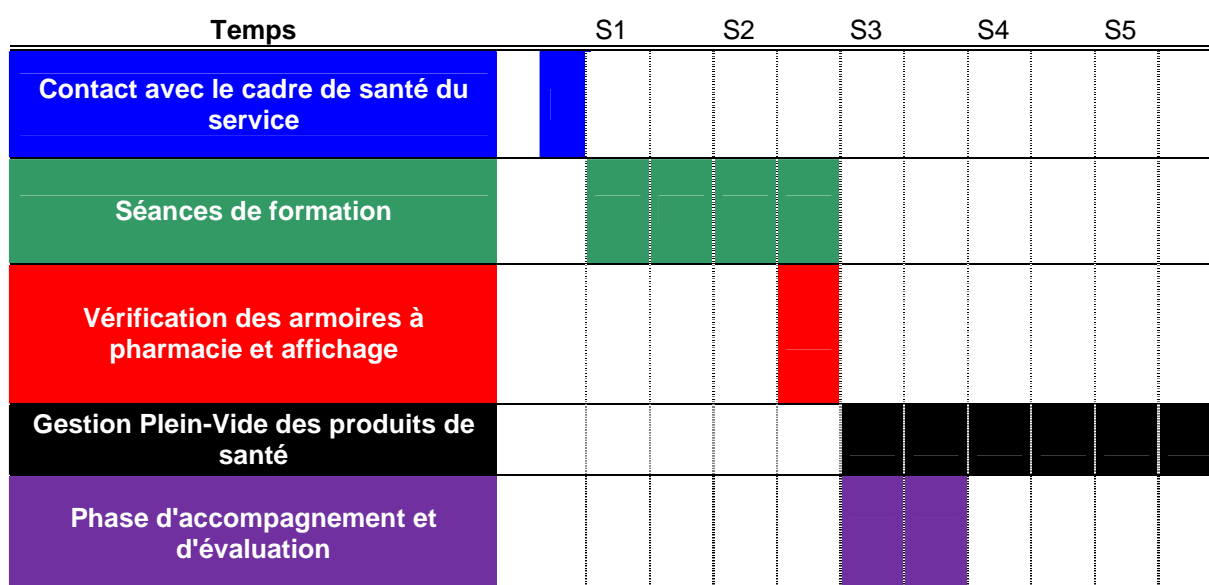 Temps S1 S2 S3 S4 S5
Contact avec le cadre de santé du
service
Séances de formation
Vérification des armoires à
pharmacie et affichage
Gestion Plein-Vide des produits de
santé
Phase d'accompagnement et
d'évaluation